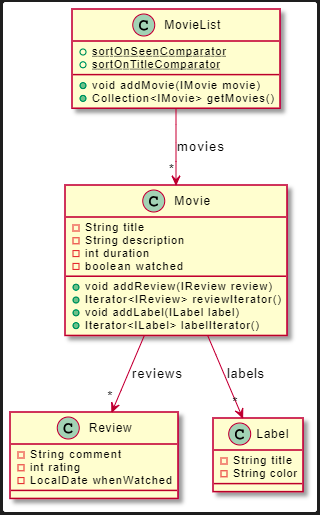 C MovieList
sortOnSeenComparator
sortOnTitleComparator
void addMovie(IMovie movie)
Collection<IMovie> getMovies()
movies
*
C Movie
String title
String description
int duration
boolean watched
void addReview(IReview review)
Iterator<IReview> reviewIterator()
void addLabel(ILabel label)
Iterator<ILabel> labelIterator()
reviews
labels
*
*
C Review
String comment
int rating
LocalDate whenWatched
C Label
String title
String color